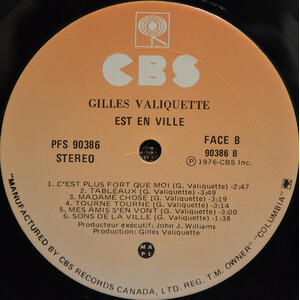 CBS
GILLES VALIQUETTE
EST EN VILLE
PFS 90386
STEREO
FACE B
90386 B
℗ 1976-CBS Inc.
1. C'EST PLUS FORT QUE MOI (G. Valiquette) -2:47
2. TABLEAUX (G. Valiquette) -3:49
3. MADAME CHOSE (G. Valiquette) -3:19
4. TOURNE TOURNE (G. Valiquette) -3:14
5. MES AMIS S'EN VONT (G. Valiquette) -3:00
6. SONS DE LA VILLE (G. Valiquette) -6:38
Producteur exécutif: John J. Williams
Production: Gilles Valiquette
M A
P L
"MANUFACTURED BY CBS RECORDS CANADA, LTD. REG. T.M. OWNER "COLUMBIA"